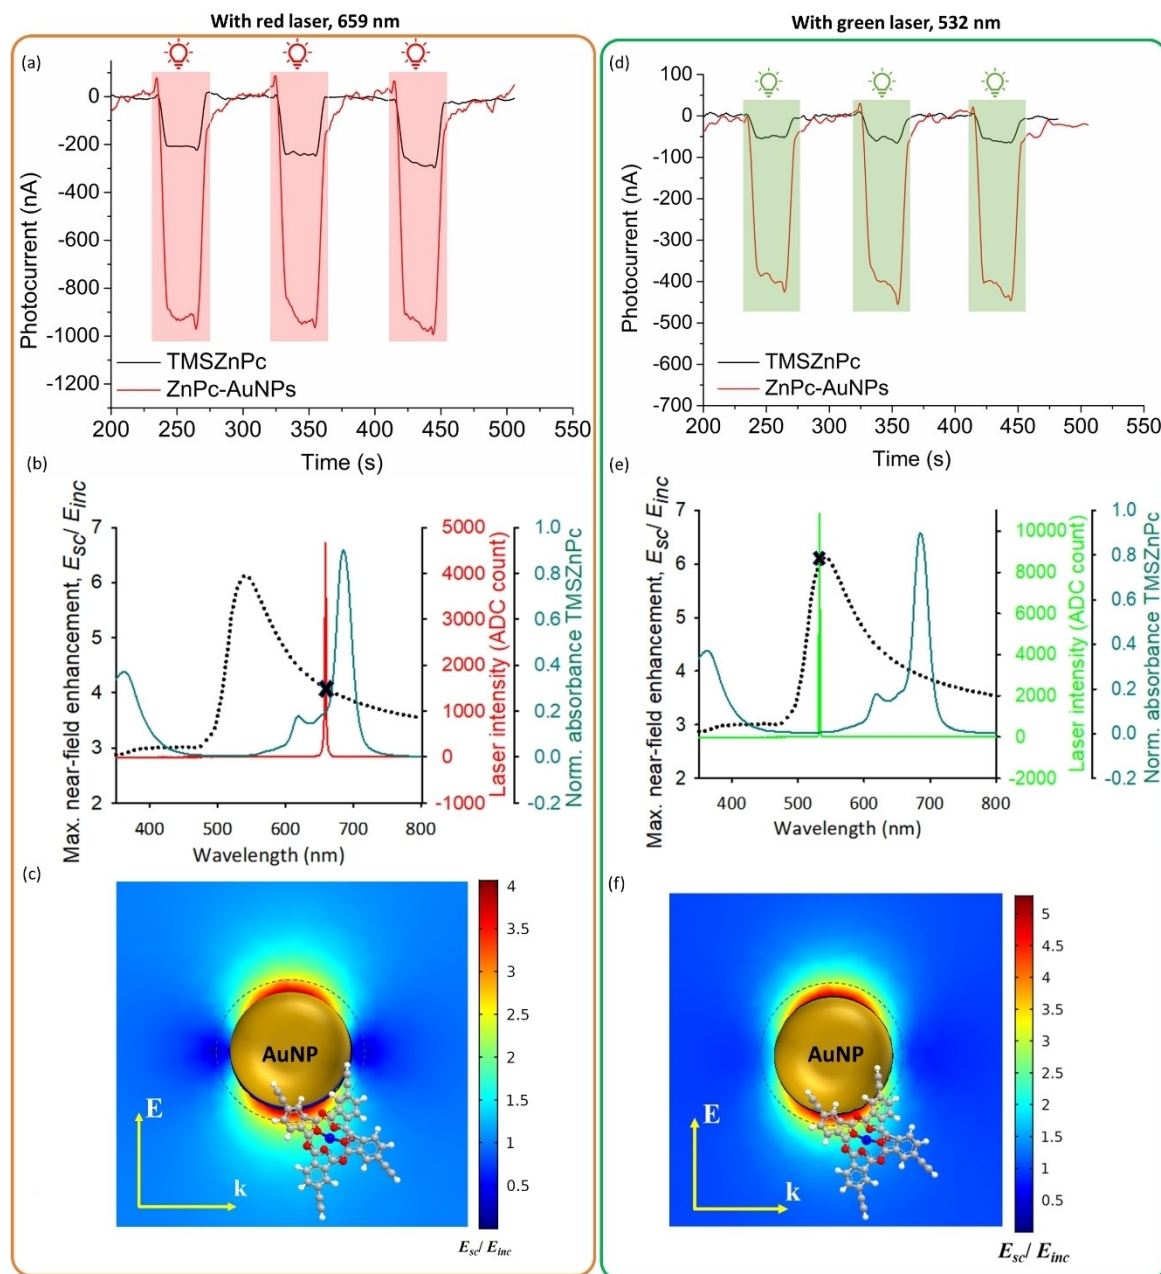 With red laser, 659 nm
With green laser, 532 nm
(a)
0
-200
-400
-600
-800
-1000
-1200
Photocurrent (nA)
TMSZnPc
ZnPc-AuNPs
200 250 300 350 400 450 500 550
Time (s)
(d)
100
0
-50
-100
-200
-300
-400
-500
-600
-700
Photocurrent (nA)
TMSZnPc
ZnPc-AuNPs
200 250 300 350 400 450 500 550
Time (s)
(b)
Max. near-field enhancement, Esc/ Einc
7
6
5
4
3
2
5000
4000
3000
2000
1000
0
-1000
Laser intensity (ADC count)
1.0
0.8
0.6
0.4
0.2
0.0
-0.2
Norm. absorbance TMSZnPc
400 500 600 700 800
Wavelength (nm)
(e)
Max. near-field enhancement, Esc/ Einc
7
6
5
4
3
2
10000
8000
6000
4000
2000
0
-2000
Laser intensity (ADC count)
1.0
0.8
0.6
0.4
0.2
0.0
-0.2
Norm. absorbance TMSZnPc
400 500 600 700 800
Wavelength (nm)
(c)
AuNP
E
k
4
3.5
3
2.5
2
1.5
1
0.5
Esc/ Einc
(f)
AuNP
E
k
5
4.5
4
3.5
3
2.5
2
1.5
1
0.5
Esc/ Einc